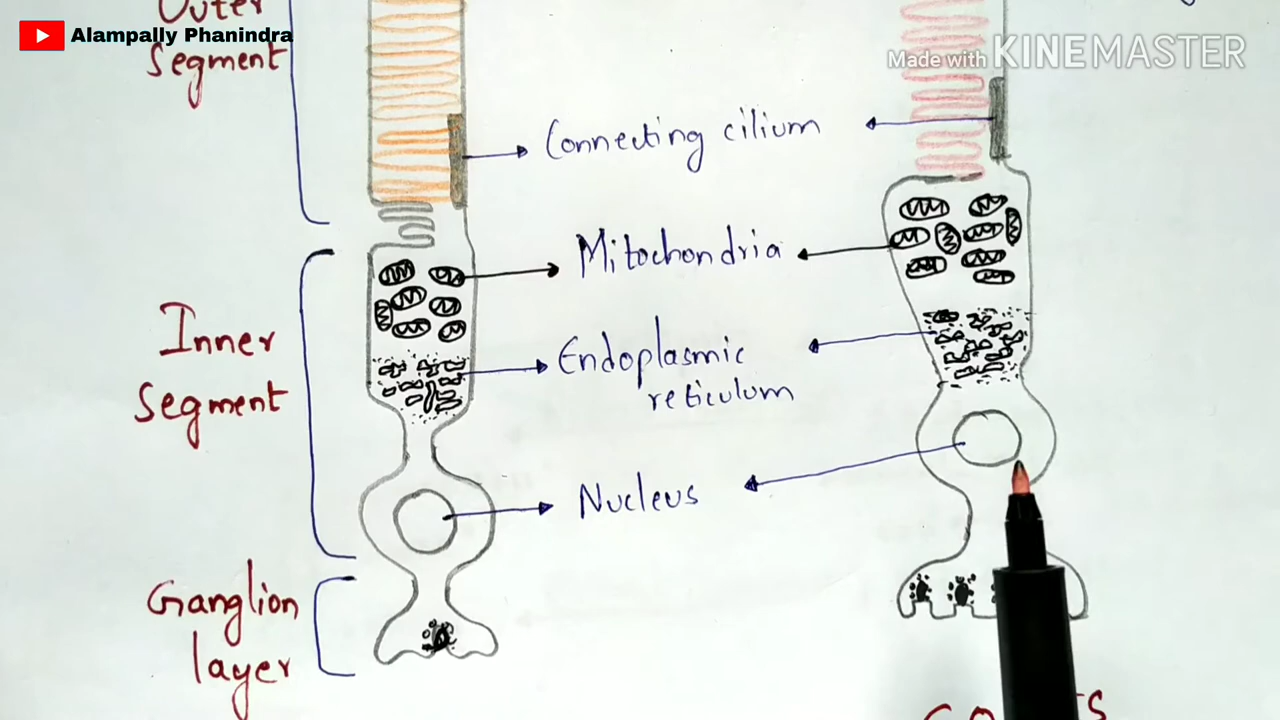 Outer
Segment
Alampally Phanindra
Made with KINEMASTER
Connecting cilium
Mitochondria
Inner
Segment
Endoplasmic
reticulum
Nucleus
Ganglion
layer